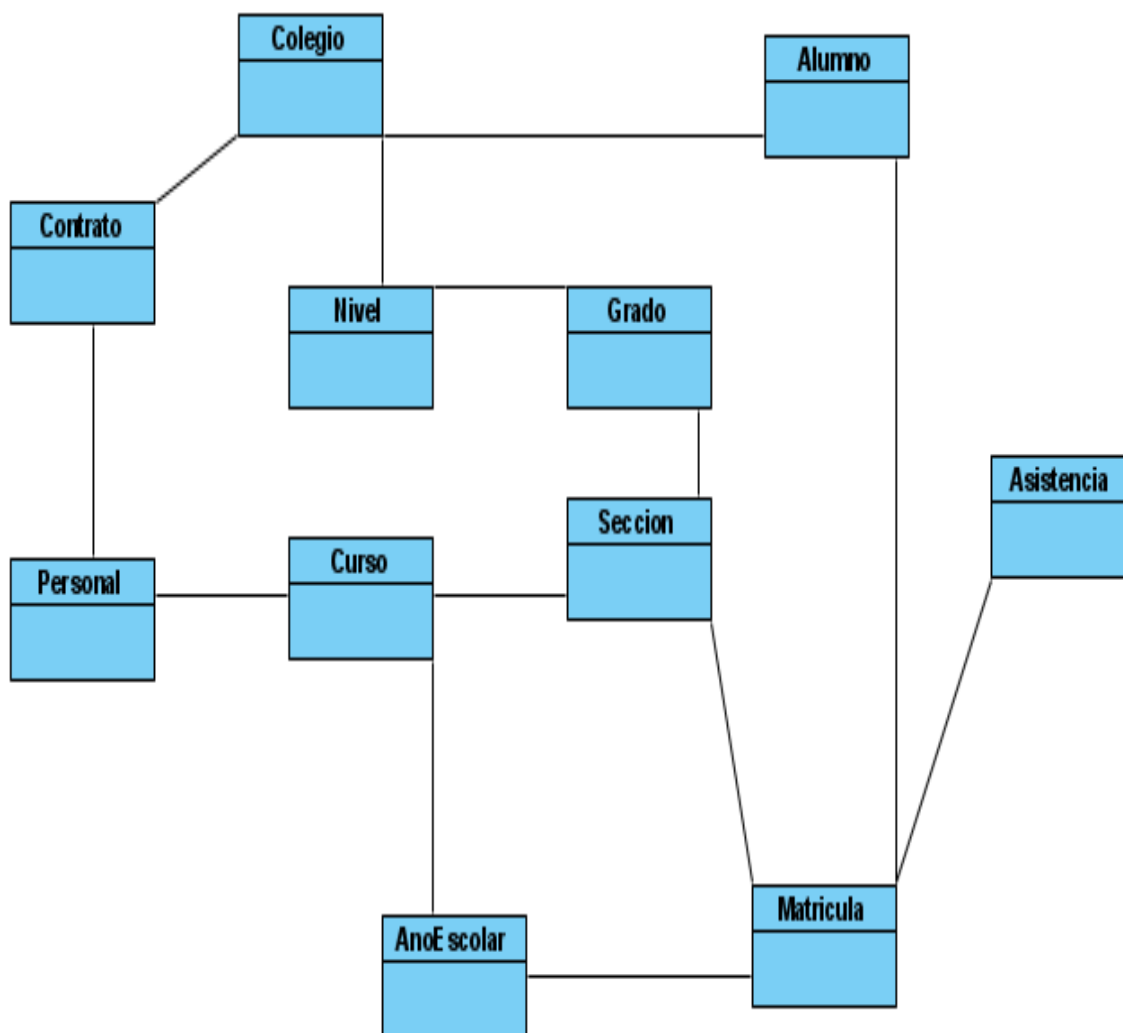 Colegio
Alumno
Contrato
Nivel
Grado
Asistencia
Seccion
Curso
Personal
Matricula
AnoEscolar